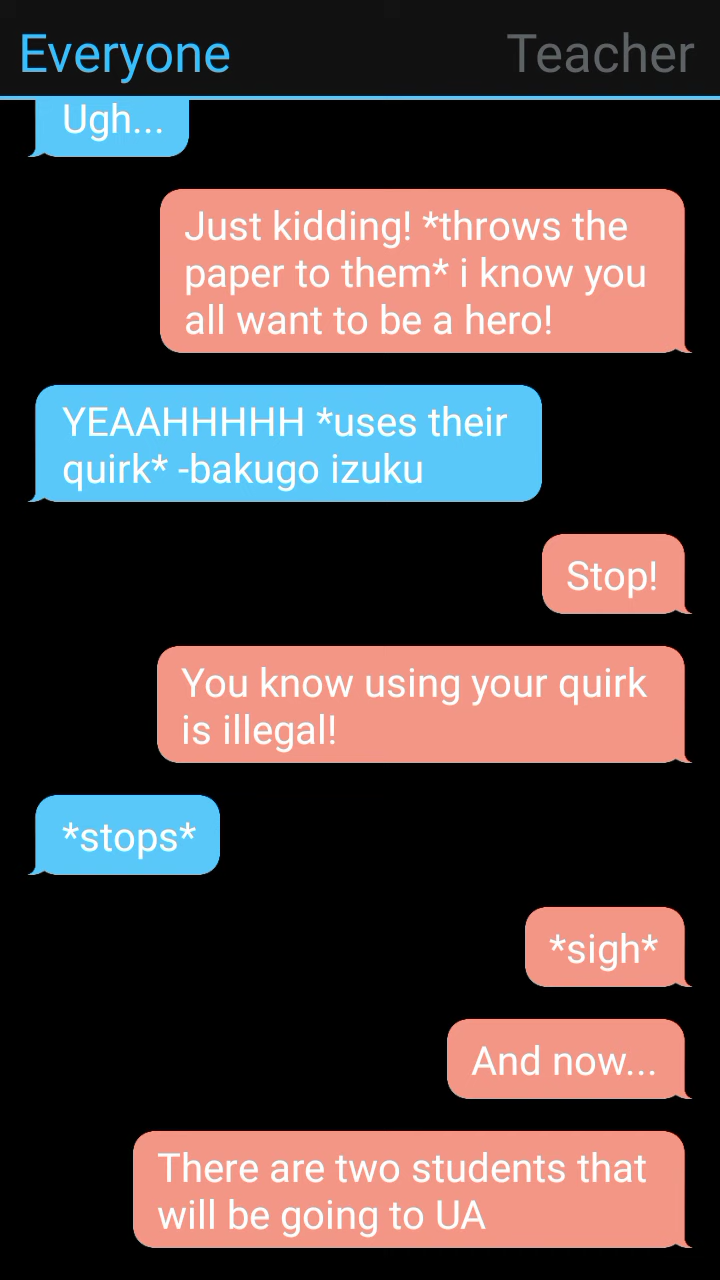 Everyone
Teacher
Ugh...
Just kidding! *throws the
paper to them* i know you
all want to be a hero!
YEAAHHHHH *uses their
quirk* -bakugo izuku
Stop!
You know using your quirk
is illegal!
*stops*
*sigh*
And now...
There are two students that
will be going to UA